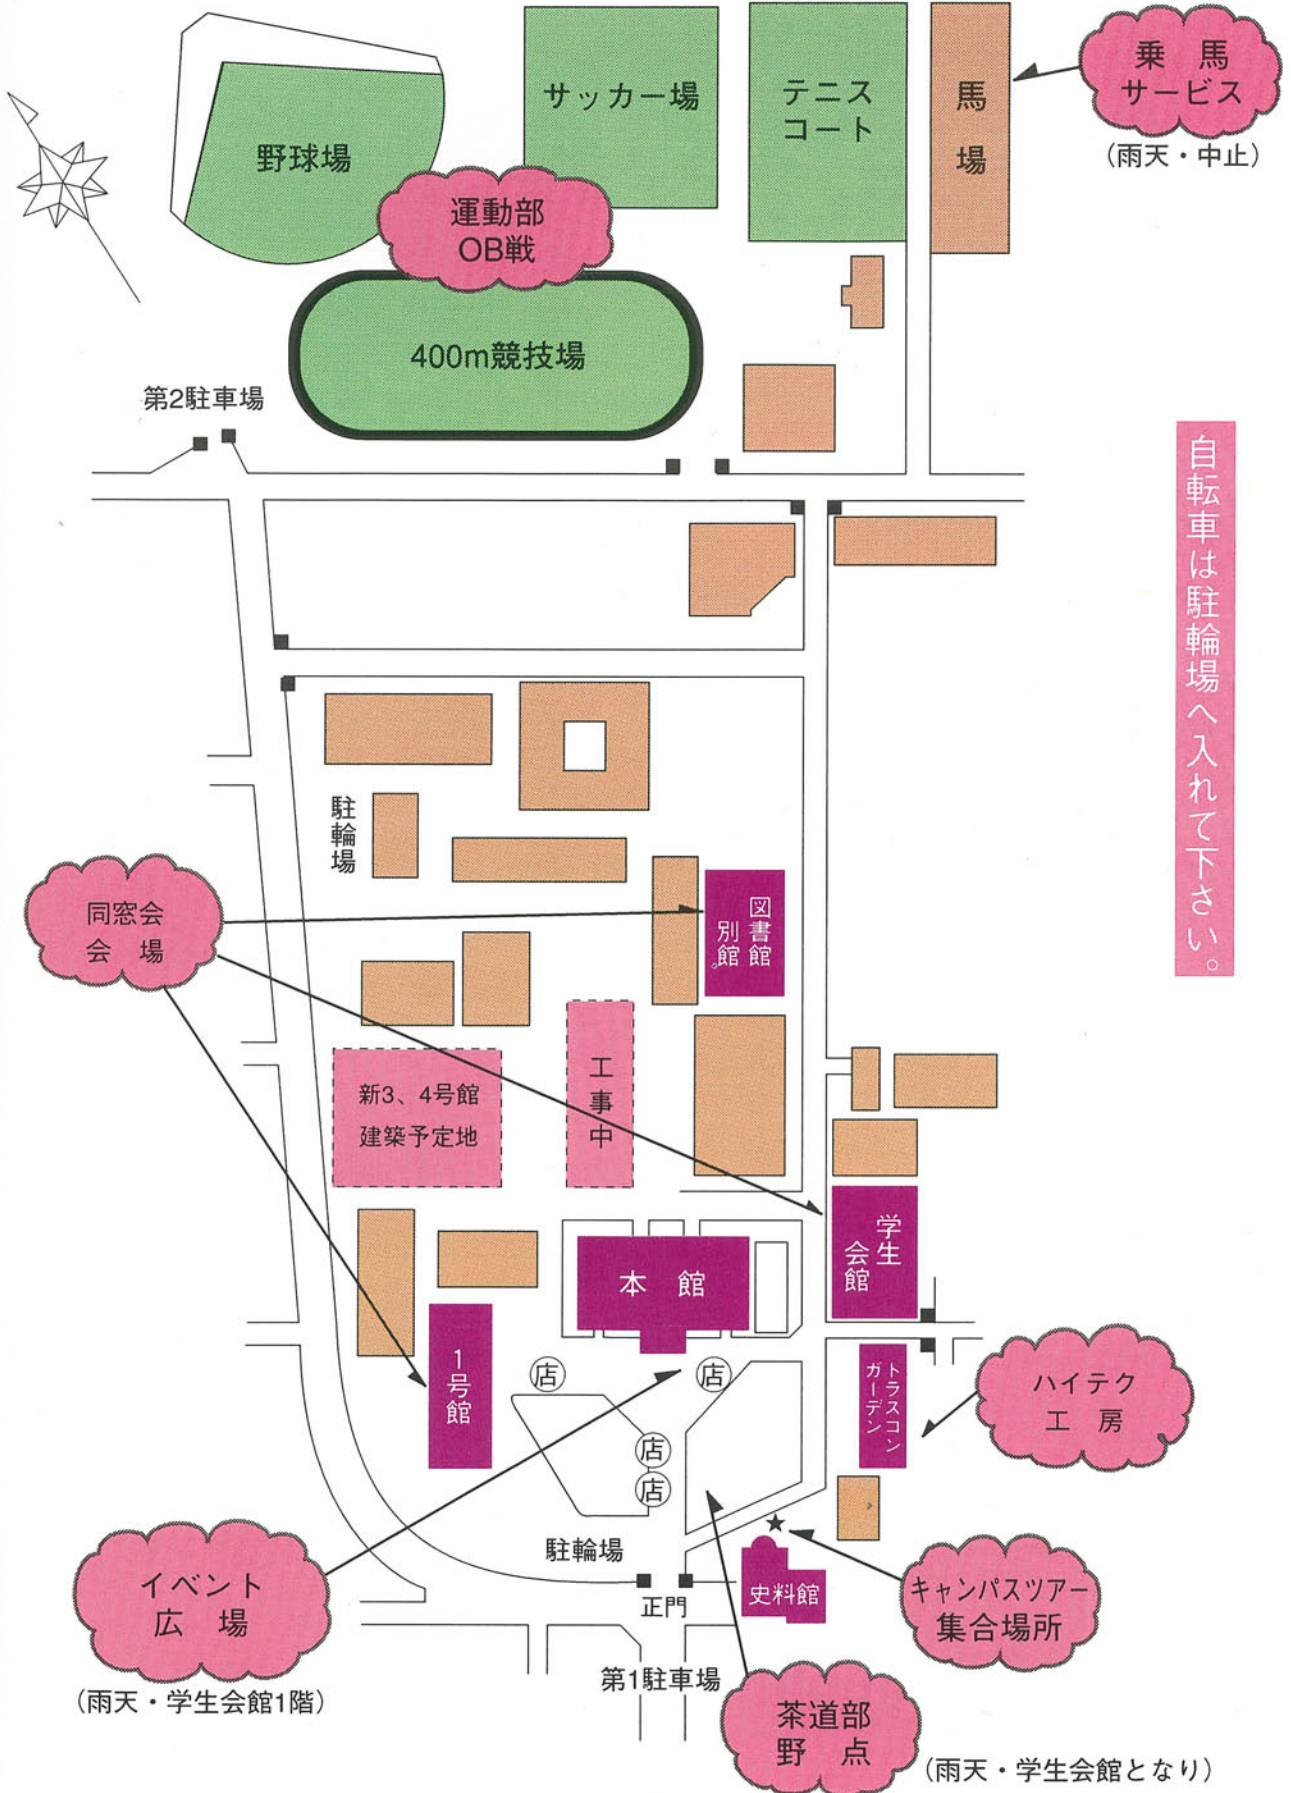 乗 馬
サービス
(雨天・中止)
サッカー場
テニス
コート
馬場
野球場
運動部
OB戦
400m競技場
第2駐車場
自転車は駐輪場へ入れて下さい。
駐輪場
同窓会
会 場
図書館
別館
新3、4号館
建築予定地
工事中
学生
会館
本 館
1号館
店
店
店
店
トラスコン
ガーデン
ハイテク
工 房
駐輪場
正門
史料館
★
キャンパスツアー
集合場所
イベント
広 場
(雨天・学生会館1階)
第1駐車場
茶道部
野 点
(雨天・学生会館となり)